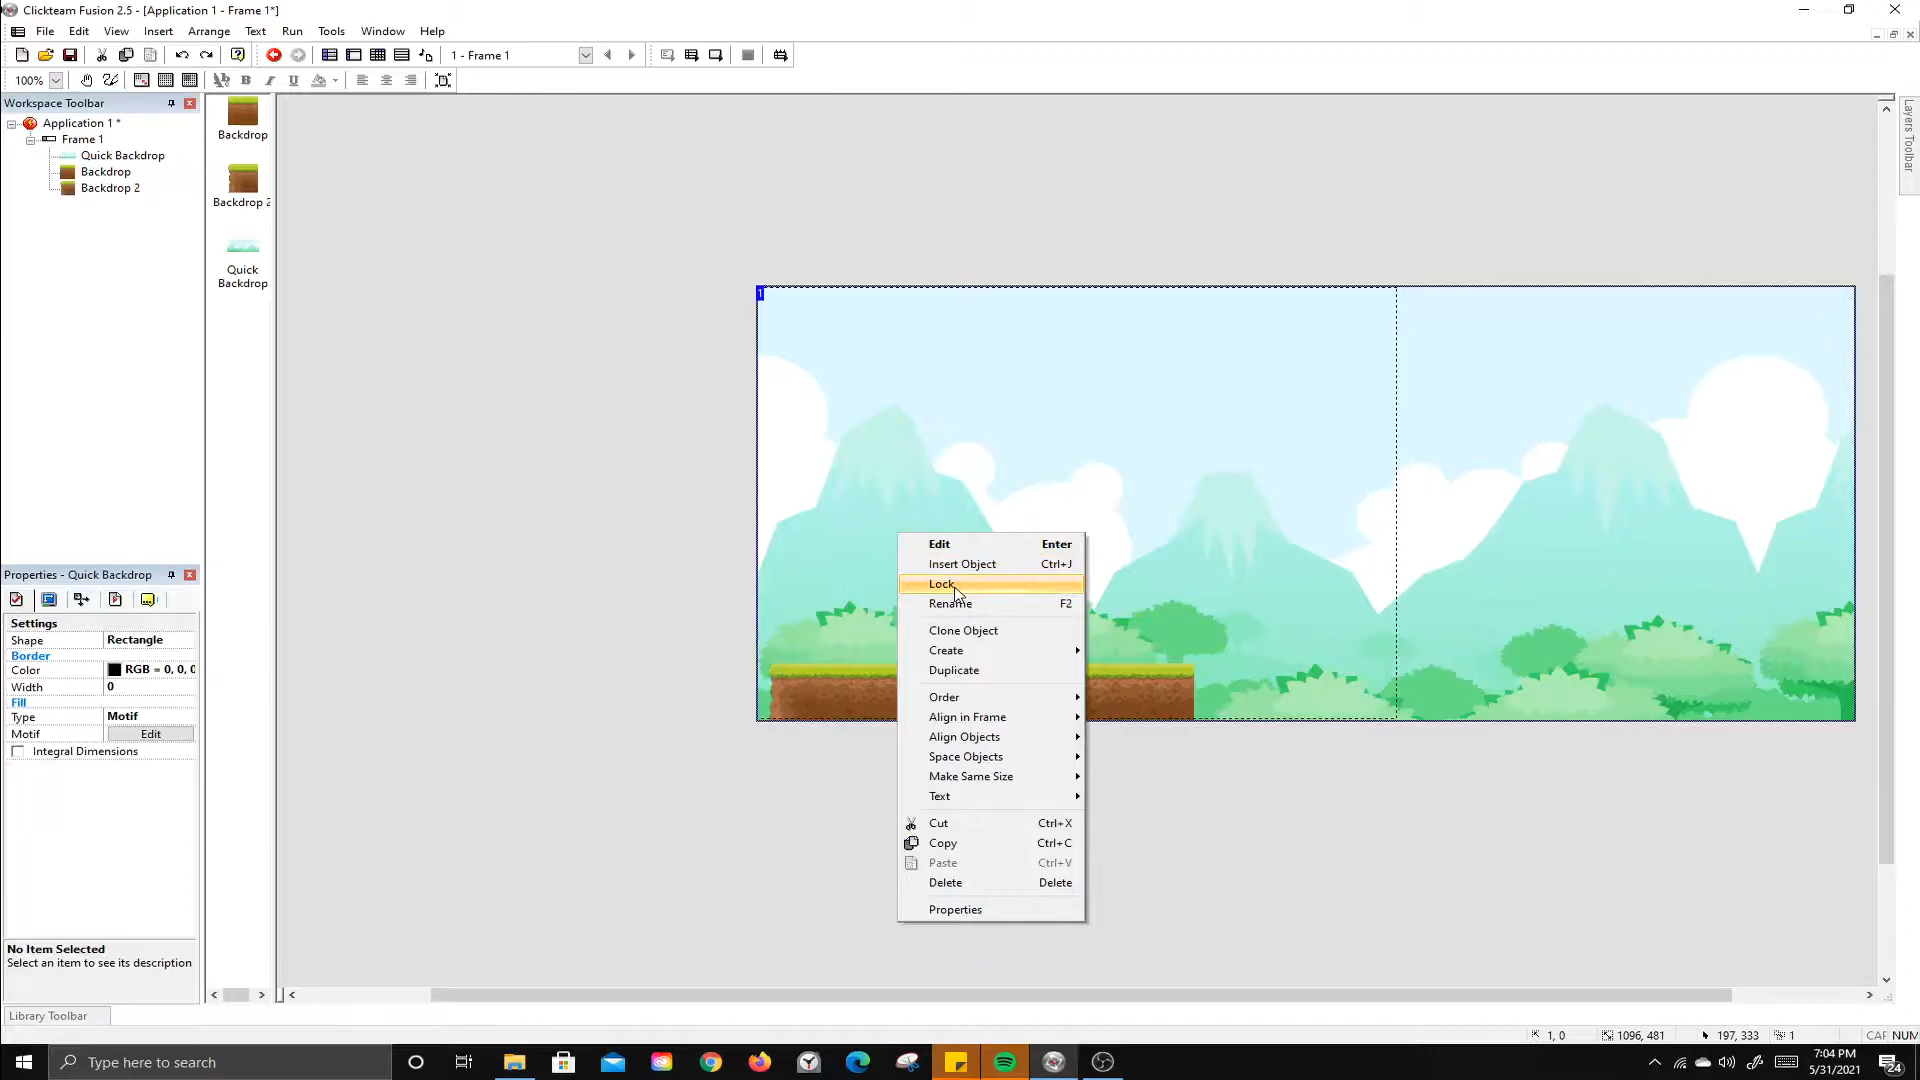 Clickteam Fusion 2.5 - [Application 1 - Frame 1*]
File Edit View Insert Arrange Text Run Tools Window Help
1 - Frame 1
100%
Workspace Toolbar
Application 1 *
Frame 1
Quick Backdrop
Backdrop
Backdrop 2
Backdrop
Backdrop 2
Quick
Backdrop
Layers Toolbar
1
Edit Enter
Insert Object Ctrl+J
Lock
Rename F2
Clone Object
Create
Duplicate
Order
Align in Frame
Align Objects
Space Objects
Make Same Size
Text
Cut Ctrl+X
Copy Ctrl+C
Paste Ctrl+V
Delete Delete
Properties
Properties - Quick Backdrop
Settings
Shape Rectangle
Border
Color RGB = 0, 0, 0
Width 0
Fill
Type Motif
Motif Edit
Integral Dimensions
No Item Selected
Select an item to see its description
Library Toolbar
1, 0 1096, 481 197, 333 1 CAP NUM
Type here to search
7:04 PM
5/31/2021
24